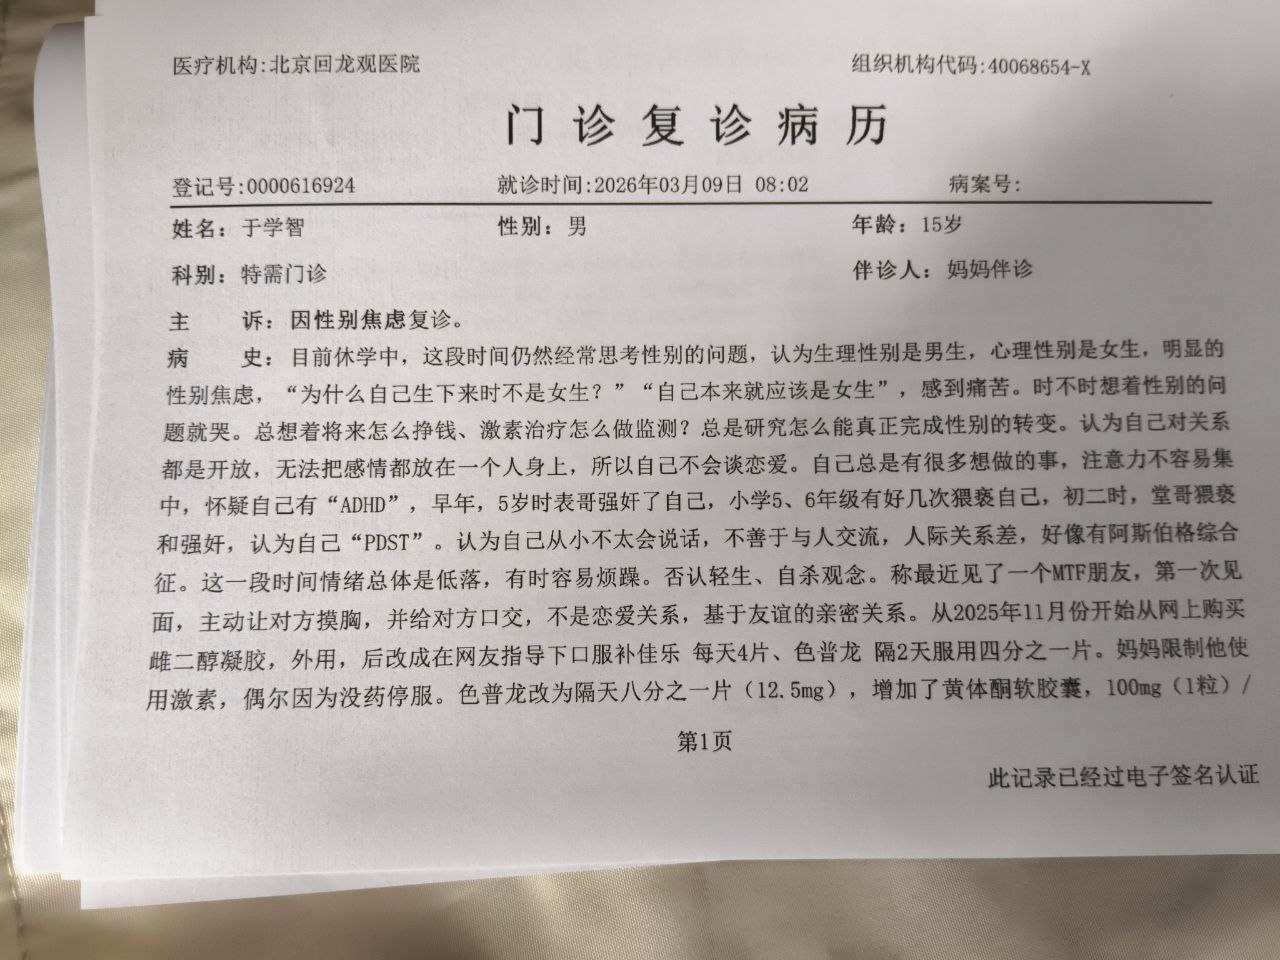 医疗机构:北京回龙观医院 组织机构代码:40068654-X
门诊复诊病历
登记号:0000616924 就诊时间:2026年03月09日 08:02 病案号:
姓名：于学智 性别：男 年龄：15岁
科别：特需门诊 伴诊人：妈妈伴诊
主 诉：因性别焦虑复诊。
病 史：目前休学中，这段时间仍然经常思考性别的问题，认为生理性别是男生，心理性别是女生，明显的
性别焦虑，“为什么自己生下来时不是女生？”“自己本来就应该是女生”，感到痛苦。时不时想着性别的问
题就哭。总想着将来怎么挣钱、激素治疗怎么做监测？总是研究怎么能真正完成性别的转变。认为自己对关系
都是开放，无法把感情都放在一个人身上，所以自己不会谈恋爱。自己总是有很多想做的事，注意力不容易集
中，怀疑自己有“ADHD”，早年，5岁时表哥强奸了自己，小学5、6年级有好几次猥亵自己，初二时，堂哥猥亵
和强奸，认为自己“PDST”。认为自己从小不太会说话，不善于与人交流，人际关系差，好像有阿斯伯格综合
征。这一段时间情绪总体是低落，有时容易烦躁。否认轻生、自杀观念。称最近见了一个MTF朋友，第一次见
面，主动让对方摸胸，并给对方口交，不是恋爱关系，基于友谊的亲密关系。从2025年11月份开始从网上购买
雌二醇凝胶，外用，后改成在网友指导下口服补佳乐 每天4片、色普龙 隔2天服用四分之一片。妈妈限制他使
用激素，偶尔因为没药停服。色普龙改为隔天八分之一片（12.5mg），增加了黄体酮软胶囊，100mg（1粒）/
第1页
此记录已经过电子签名认证